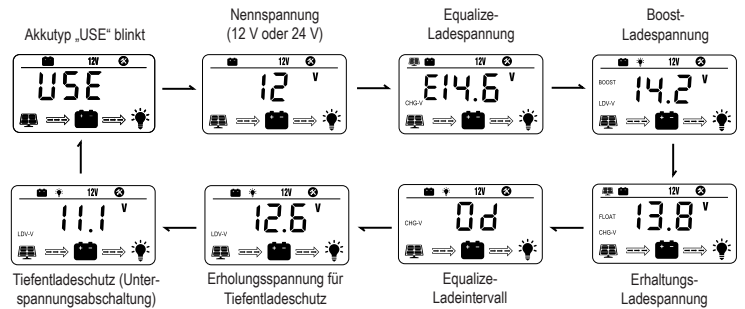 Akkutyp „USE“ blinkt
Nennspannung
(12 V oder 24 V)
Equalize-
Ladespannung
Boost-
Ladespannung
12V
USE
12V
12 V
12V
E14.6 V
CHG-V
12V
BOOST
14.2 V
LDV-V
12V
11.1 V
LDV-V
12V
12.6 V
LDV-V
12V
0d
CHG-V
12V
FLOAT
13.8 V
CHG-V
Tiefentladeschutz (Unter-
spannungsabschaltung)
Erholungsspannung für
Tiefentladeschutz
Equalize-
Ladeintervall
Erhaltungs-
Ladespannung